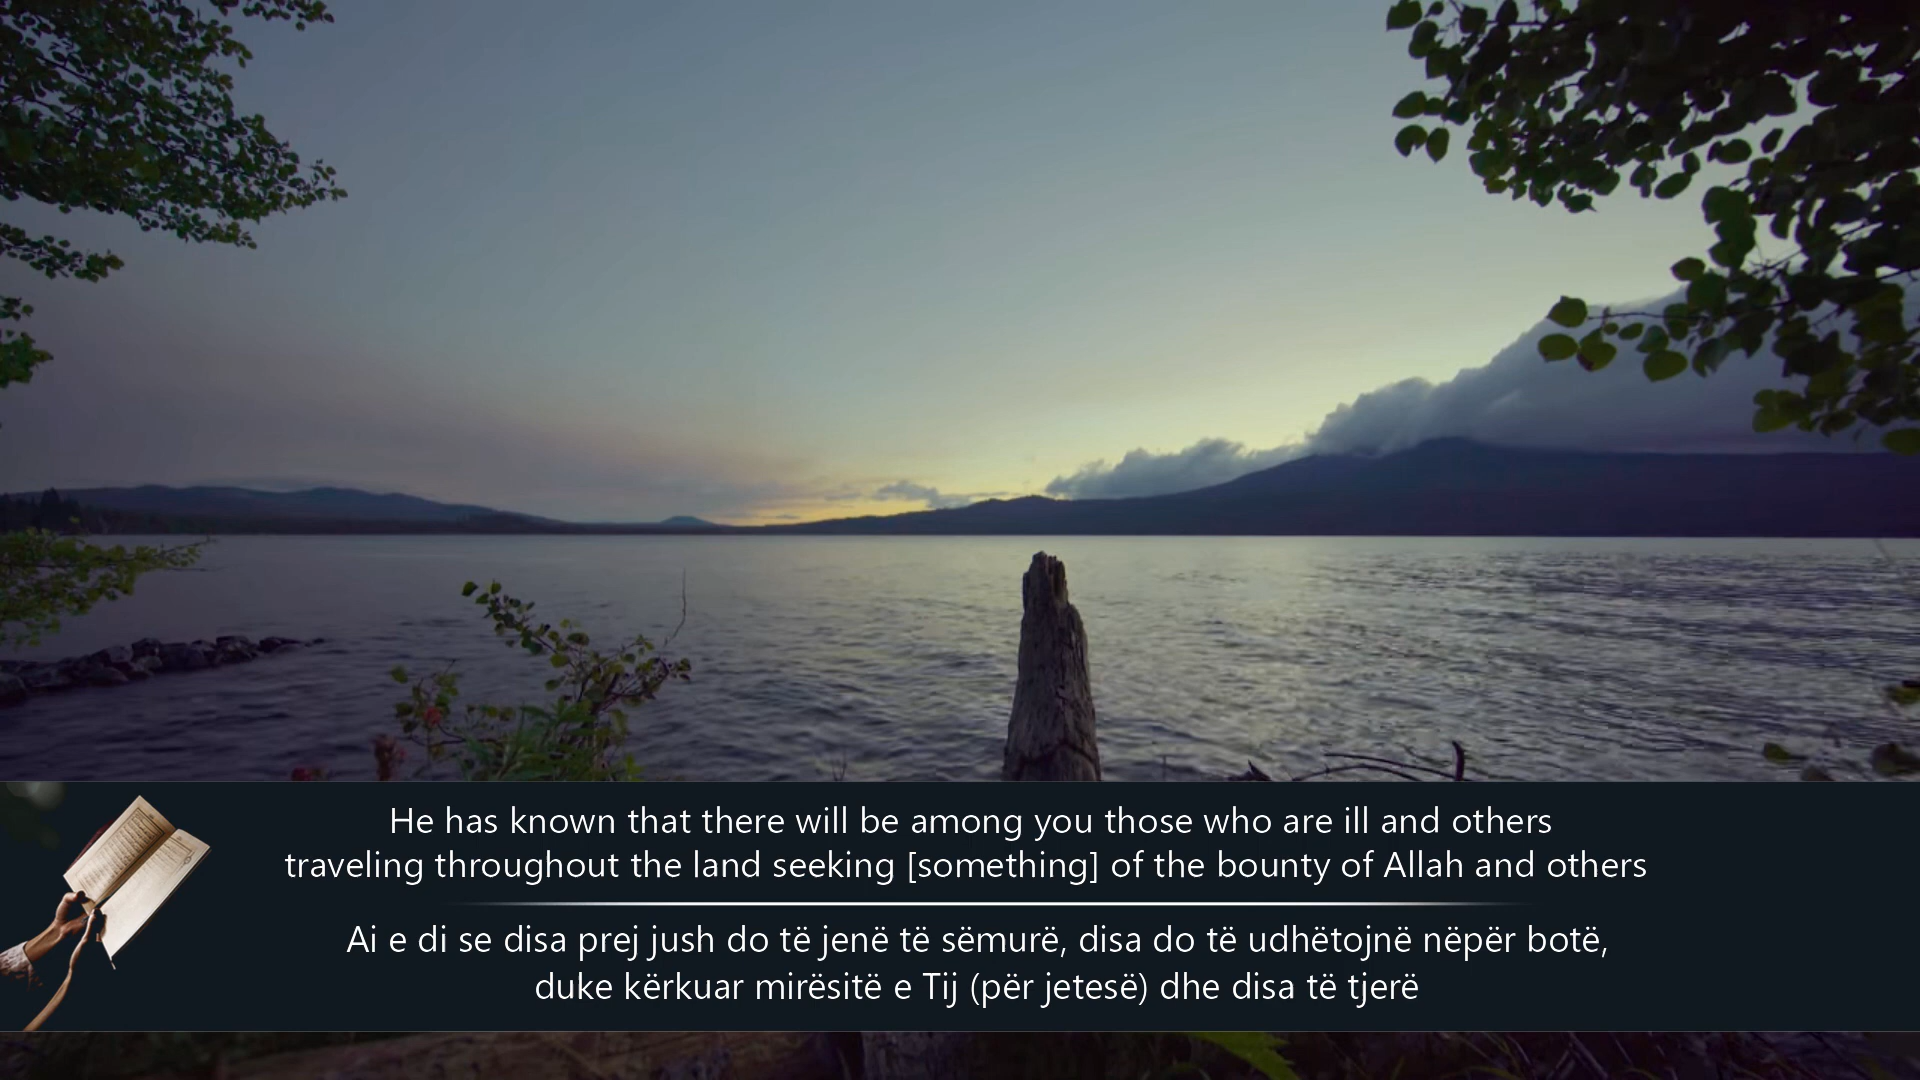 He has known that there will be among you those who are ill and others
traveling throughout the land seeking [something] of the bounty of Allah and others
Ai e di se disa prej jush do të jenë të sëmurë, disa do të udhëtojnë nëpër botë,
duke kërkuar mirësitë e Tij (për jetesë) dhe disa të tjerë